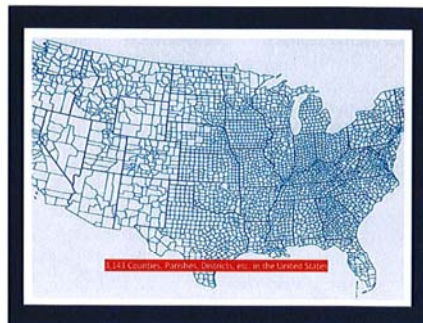 3,143 Counties, Parishes, Districts, etc. in the United States